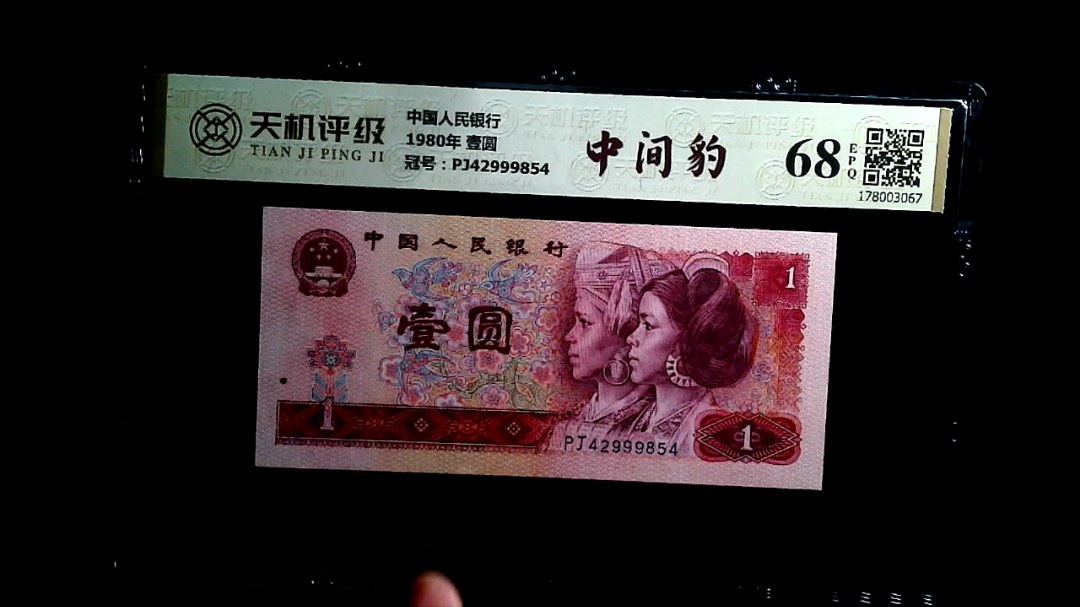 天机评级
TIAN JI PING JI
中国人民银行
1980年 壹圆
冠号：PJ42999854
中间豹
68
EPQ
178003067
中国人民银行
1
壹圆
1
PJ42999854
1